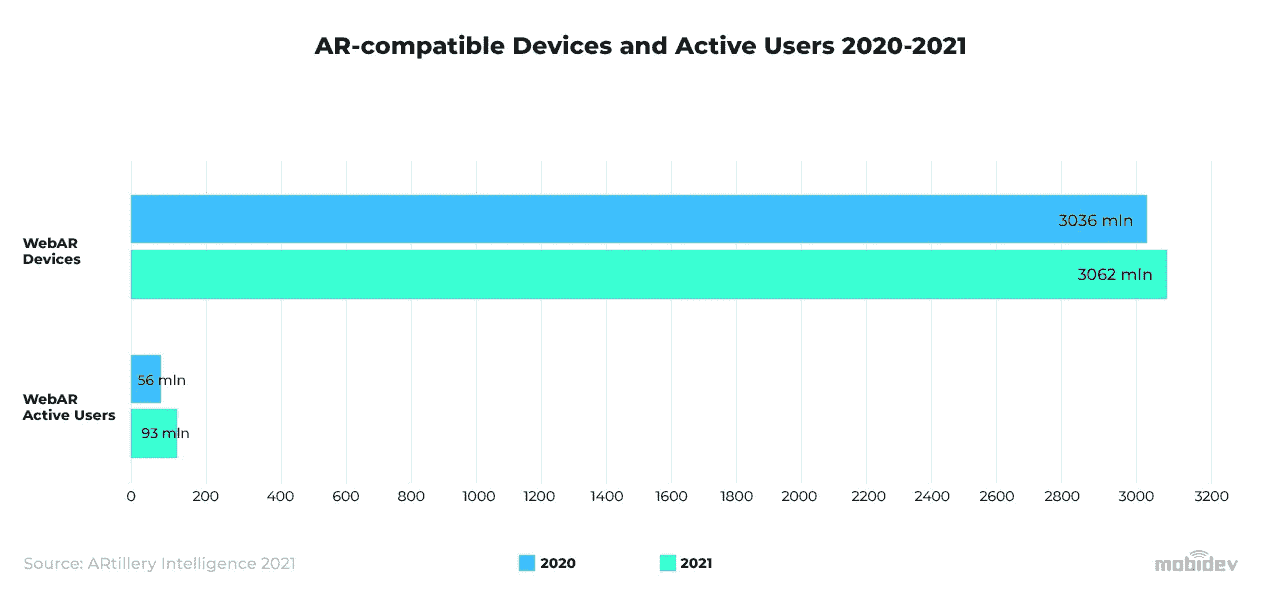 AR-compatible Devices and Active Users 2020-2021
3036 mln
WebAR
Devices
3062 mln
56 mln
WebAR
Active Users
93 mln
0 200 400 600 800 1000 1200 1400 1600 1800 2000 2200 2400 2600 2800 3000 3200
Source: ARtillery Intelligence 2021
2020
2021
mobidev